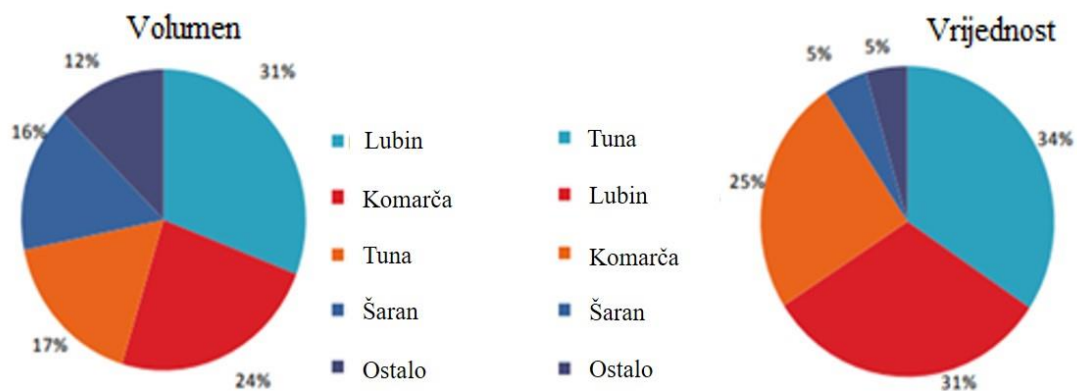 Volumen
12%
31%
16%
17%
24%
Lubin
Komarča
Tuna
Šaran
Ostalo
Vrijednost
5%
5%
34%
25%
31%
Tuna
Lubin
Komarča
Šaran
Ostalo